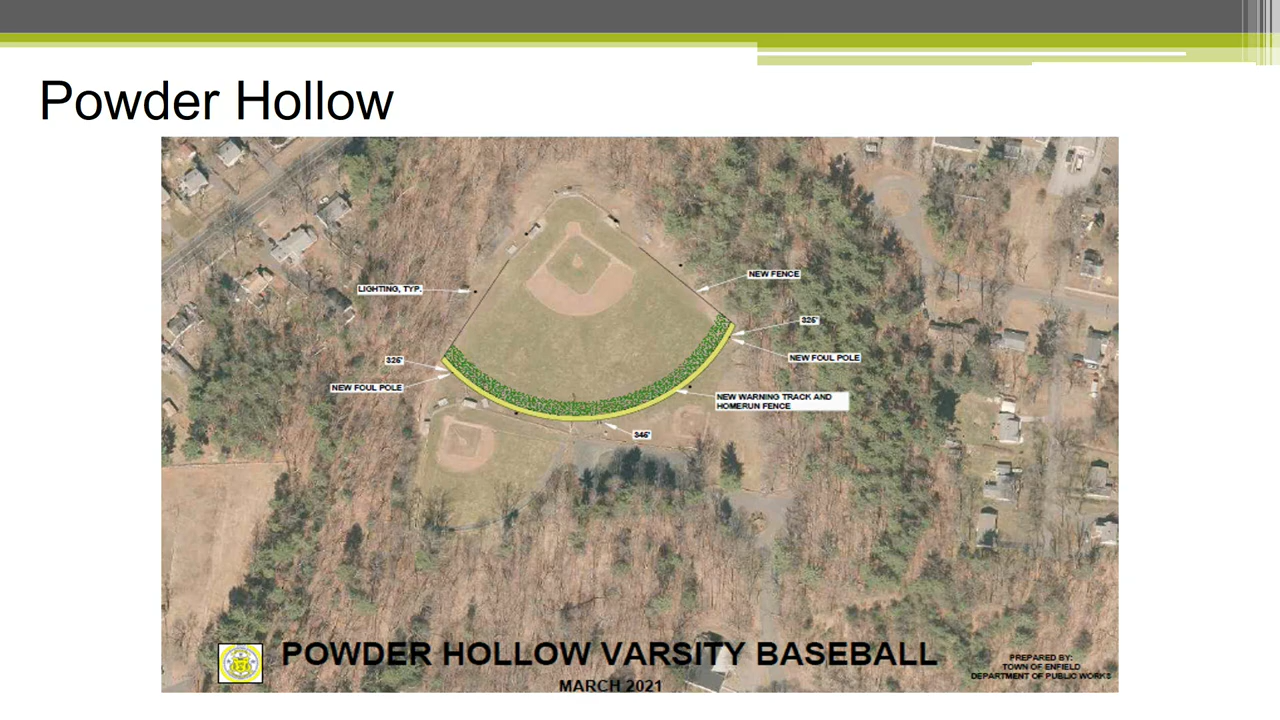 Powder Hollow
NEW FENCE
LIGHTING, TYP.
325'
325'
NEW FOUL POLE
NEW FOUL POLE
NEW WARNING TRACK AND
HOMERUN FENCE
345'
POWDER HOLLOW VARSITY BASEBALL
MARCH 2021
PREPARED BY:
TOWN OF ENFIELD
DEPARTMENT OF PUBLIC WORKS